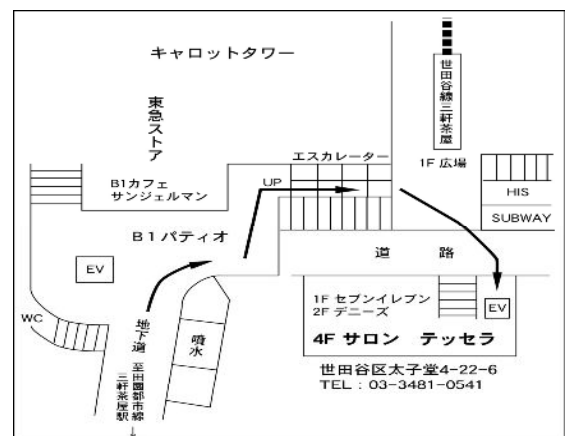 キャロットタワー
世田谷線三軒茶屋
東急ストア
エスカレーター
1F 広場
B1カフェ
サンジェルマン
UP
HIS
SUBWAY
B1パティオ
道 路
EV
1F セブンイレブン
2F デニーズ
EV
WC
地下道
至田園都市線
三軒茶屋駅
↓
噴水
4F サロン テッセラ
世田谷区太子堂4-22-6
TEL : 03-3481-0541